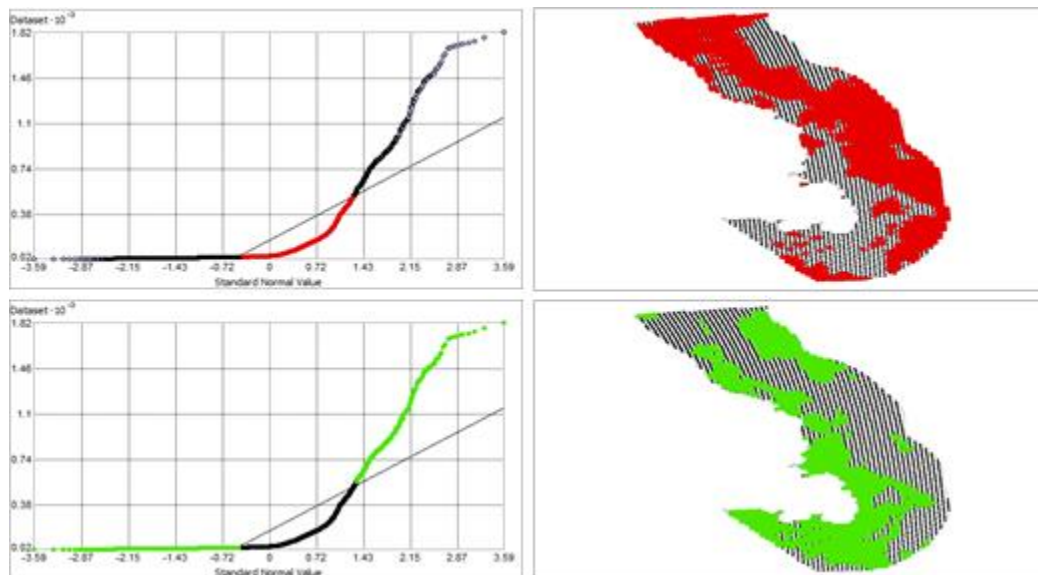 Dataset · 10⁻³
1.82
1.46
1.1
0.74
0.38
0.02
-3.59 -2.87 -2.15 -1.43 -0.72 0 0.72 1.43 2.15 2.87 3.59
Standard Normal Value
Dataset · 10⁻³
1.82
1.46
1.1
0.74
0.38
0.02
-3.59 -2.87 -2.15 -1.43 -0.72 0 0.72 1.43 2.15 2.87 3.59
Standard Normal Value